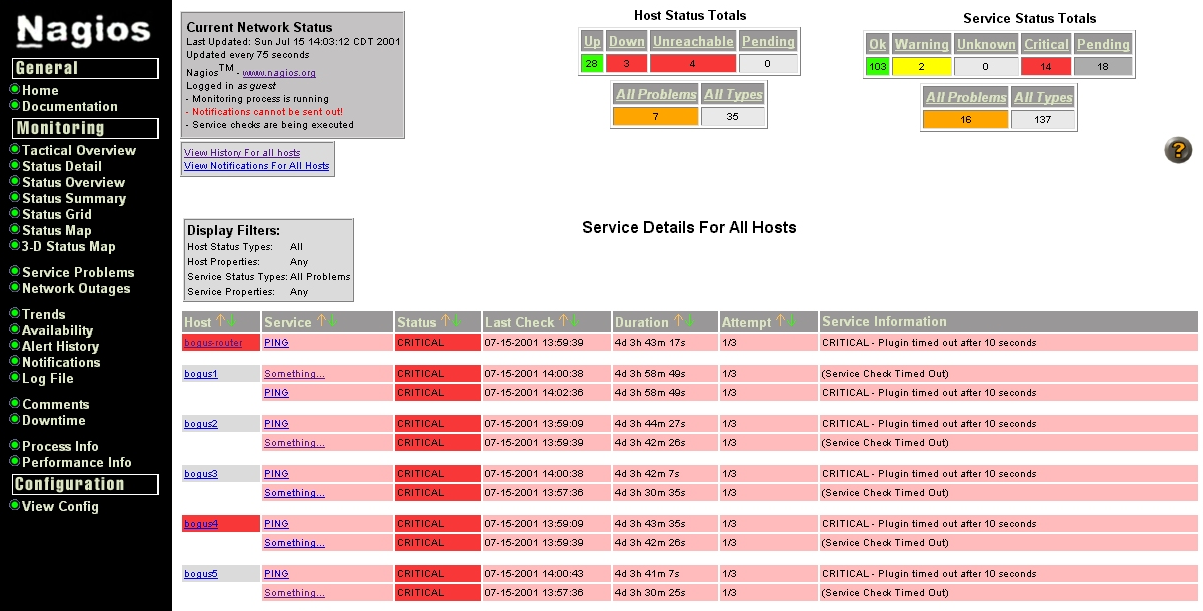 Nagios
General
Home
Documentation
Monitoring
Tactical Overview
Status Detail
Status Overview
Status Summary
Status Grid
Status Map
3-D Status Map
Service Problems
Network Outages
Trends
Availability
Alert History
Notifications
Log File
Comments
Downtime
Process Info
Performance Info
Configuration
View Config
Current Network Status
Last Updated: Sun Jul 15 14:03:12 CDT 2001
Updated every 75 seconds
Nagios™ - www.nagios.org
Logged in as guest
- Monitoring process is running
- Notifications cannot be sent out!
- Service checks are being executed
View History For all hosts
View Notifications For All Hosts
Host Status Totals
Up Down Unreachable Pending
28 3 4 0
All Problems All Types
7 35
Service Status Totals
Ok Warning Unknown Critical Pending
103 2 0 14 18
All Problems All Types
16 137
?
Display Filters:
Host Status Types: All
Host Properties: Any
Service Status Types: All Problems
Service Properties: Any
Service Details For All Hosts
Host Service Status Last Check Duration Attempt Service Information
bogus-router PING CRITICAL 07-15-2001 13:59:39 4d 3h 43m 17s 1/3 CRITICAL - Plugin timed out after 10 seconds
bogus1 Something... CRITICAL 07-15-2001 14:00:38 4d 3h 58m 49s 1/3 (Service Check Timed Out)
PING CRITICAL 07-15-2001 14:02:36 4d 3h 58m 49s 1/3 CRITICAL - Plugin timed out after 10 seconds
bogus2 PING CRITICAL 07-15-2001 13:59:09 4d 3h 44m 27s 1/3 CRITICAL - Plugin timed out after 10 seconds
Something... CRITICAL 07-15-2001 13:59:39 4d 3h 42m 26s 1/3 (Service Check Timed Out)
bogus3 PING CRITICAL 07-15-2001 14:00:38 4d 3h 42m 7s 1/3 CRITICAL - Plugin timed out after 10 seconds
Something... CRITICAL 07-15-2001 13:57:36 4d 3h 30m 35s 1/3 (Service Check Timed Out)
bogus4 PING CRITICAL 07-15-2001 13:59:09 4d 3h 43m 35s 1/3 CRITICAL - Plugin timed out after 10 seconds
Something... CRITICAL 07-15-2001 13:59:39 4d 3h 42m 26s 1/3 (Service Check Timed Out)
bogus5 PING CRITICAL 07-15-2001 14:00:43 4d 3h 41m 7s 1/3 CRITICAL - Plugin timed out after 10 seconds
Something... CRITICAL 07-15-2001 13:57:36 4d 3h 30m 25s 1/3 (Service Check Timed Out)